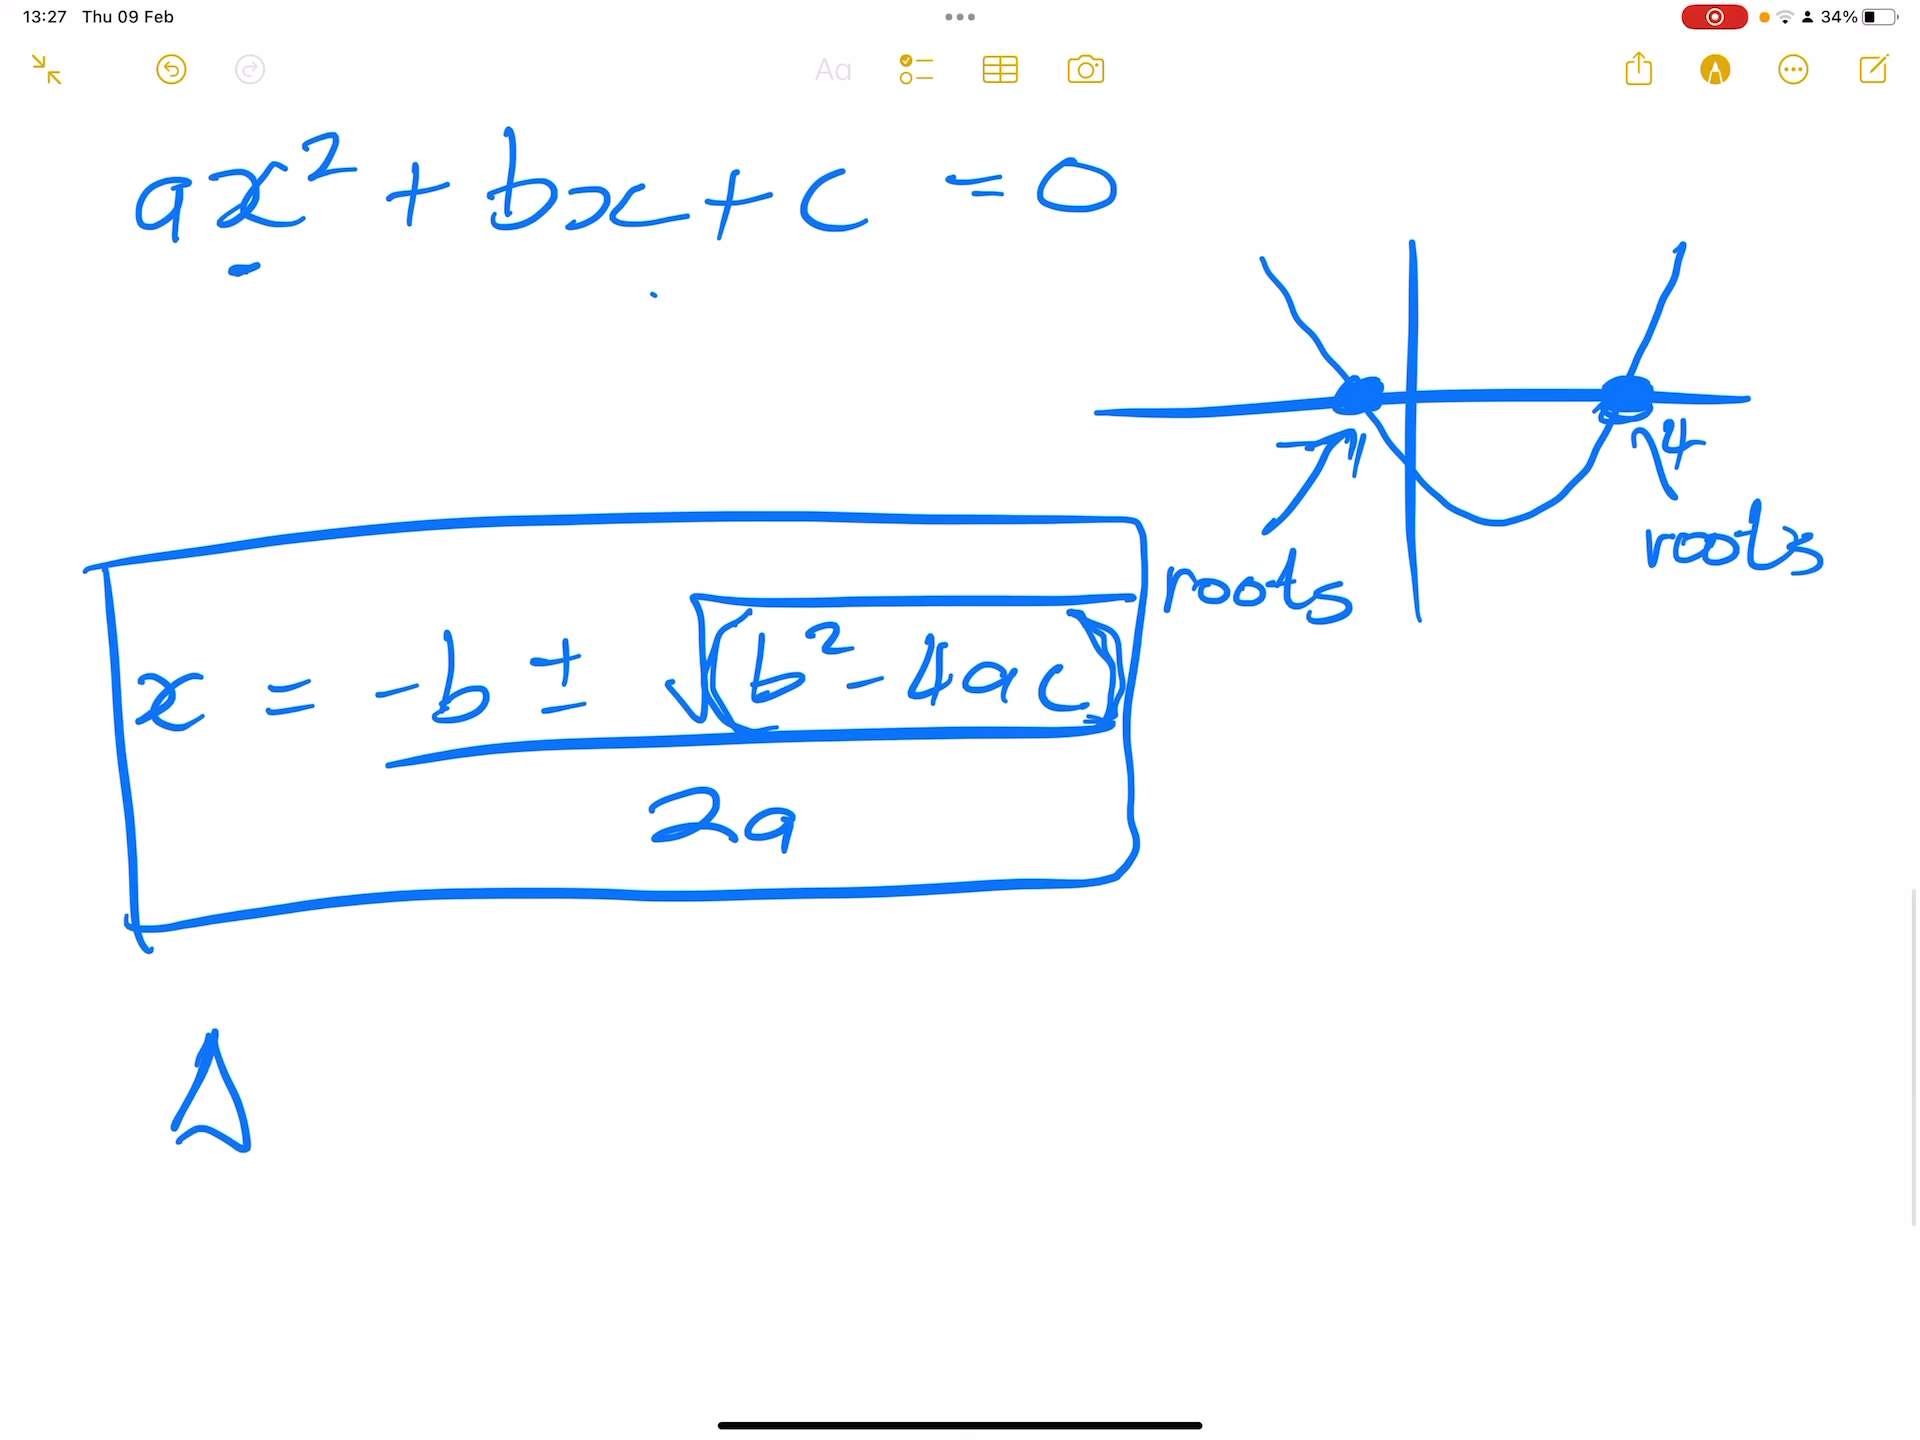 13:27 Thu 09 Feb
34%
Aa
ax² + bx + c = 0
roots
roots
x = -b ± √(b² - 4ac)
2a
Δ